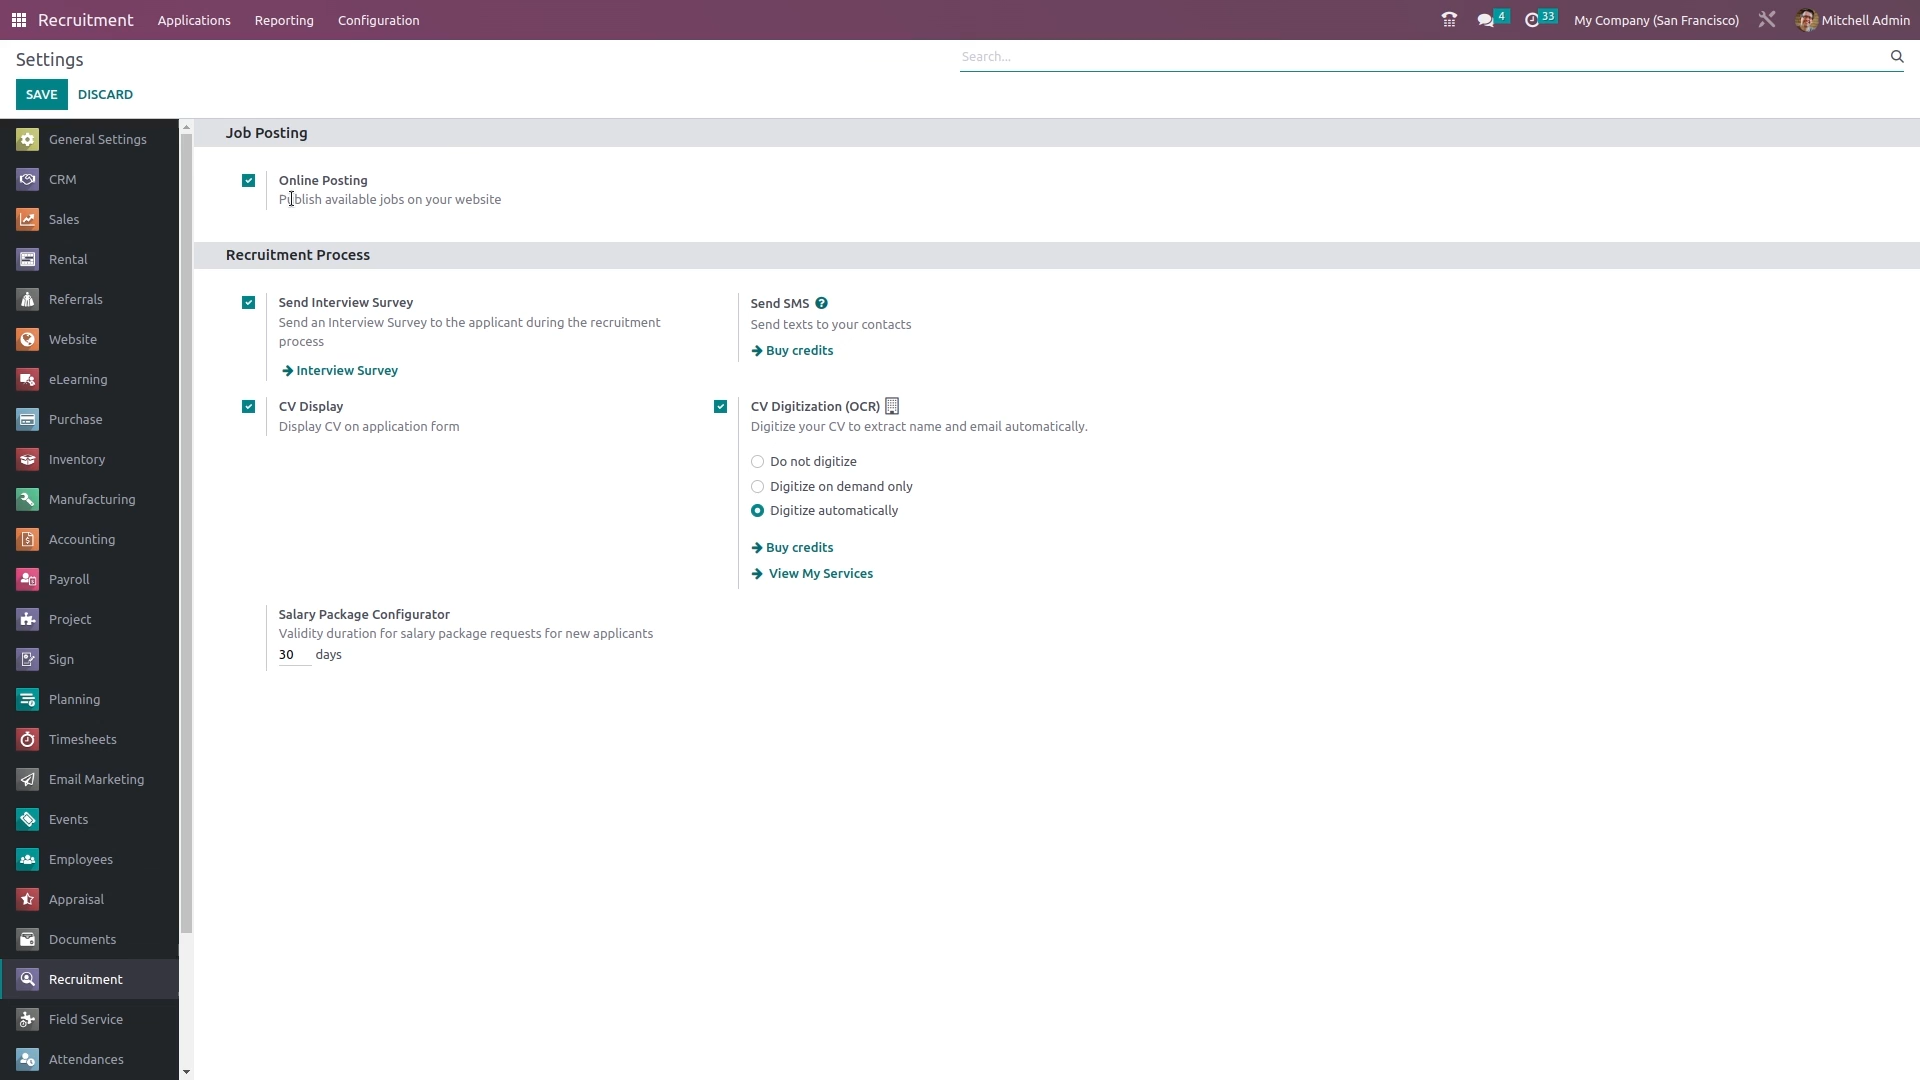 Recruitment Applications Reporting Configuration 4 33 My Company (San Francisco) Mitchell Admin
Settings
Search...
SAVE DISCARD
General Settings
CRM
Sales
Rental
Referrals
Website
eLearning
Purchase
Inventory
Manufacturing
Accounting
Payroll
Project
Sign
Planning
Timesheets
Email Marketing
Events
Employees
Appraisal
Documents
Recruitment
Field Service
Attendances
Job Posting
Online Posting
Publish available jobs on your website
Recruitment Process
Send Interview Survey
Send an Interview Survey to the applicant during the recruitment
process
Interview Survey
Send SMS ?
Send texts to your contacts
Buy credits
CV Display
Display CV on application form
CV Digitization (OCR)
Digitize your CV to extract name and email automatically.
Do not digitize
Digitize on demand only
Digitize automatically
Buy credits
View My Services
Salary Package Configurator
Validity duration for salary package requests for new applicants
30 days